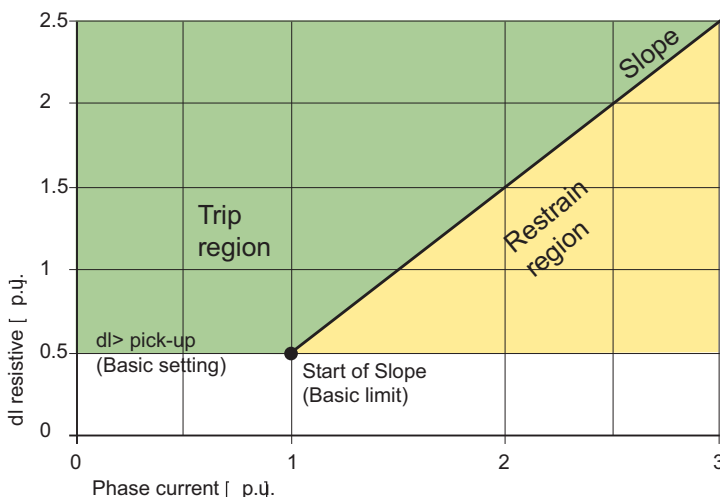 2.5
Slope
2
1.5
Trip
region
Restrain
region
1
dI> pick-up
(Basic setting)
0.5
Start of Slope
(Basic limit)
dI resistive [ p.u.]
0
0
1
2
3
Phase current [ p.u.]